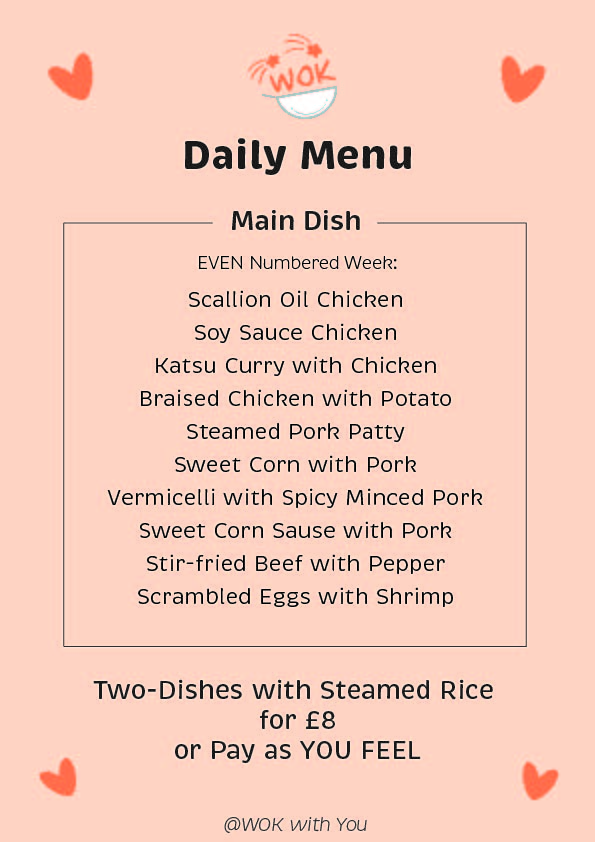 WOK
Daily Menu
Main Dish
EVEN Numbered Week:
Scallion Oil Chicken
Soy Sauce Chicken
Katsu Curry with Chicken
Braised Chicken with Potato
Steamed Pork Patty
Sweet Corn with Pork
Vermicelli with Spicy Minced Pork
Sweet Corn Sause with Pork
Stir-fried Beef with Pepper
Scrambled Eggs with Shrimp
Two-Dishes with Steamed Rice
for £8
or Pay as YOU FEEL
@WOK with You